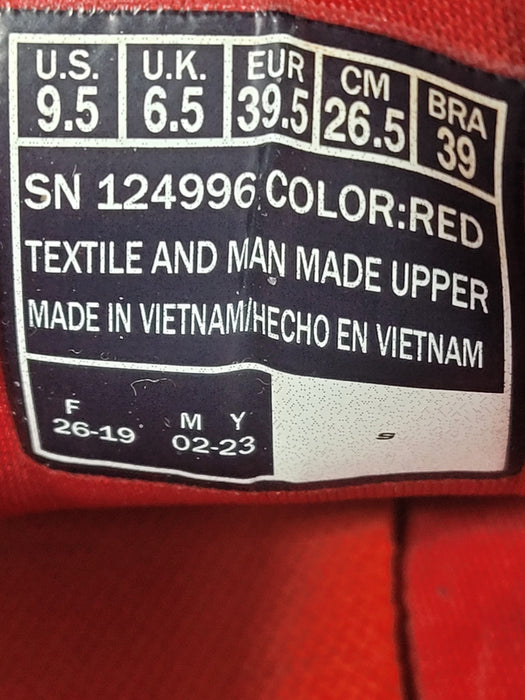 U.S. U.K. EUR CM BRA
9.5 6.5 39.5 26.5 39
SN 124996 COLOR:RED
TEXTILE AND MAN MADE UPPER
MADE IN VIETNAM/HECHO EN VIETNAM
F M Y
26-19 02-23
S